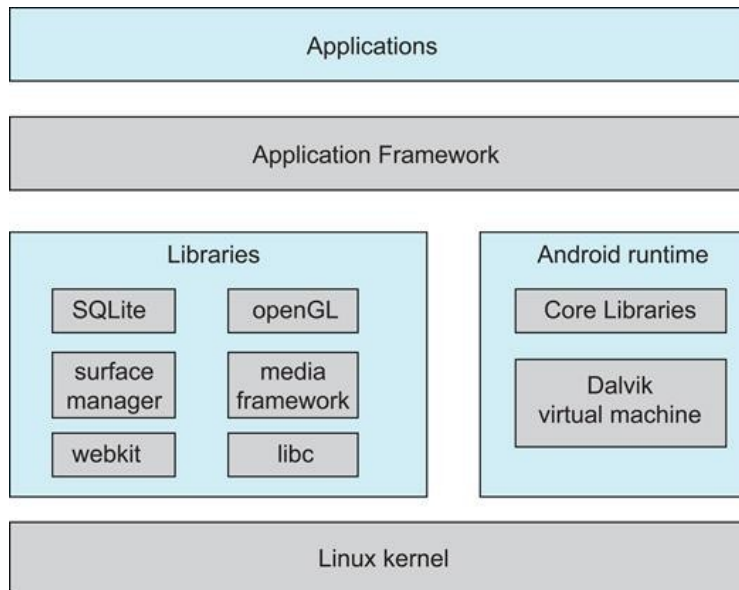 Applications
Application Framework
Libraries
SQLite
openGL
surface
manager
media
framework
webkit
libc
Android runtime
Core Libraries
Dalvik
virtual machine
Linux kernel